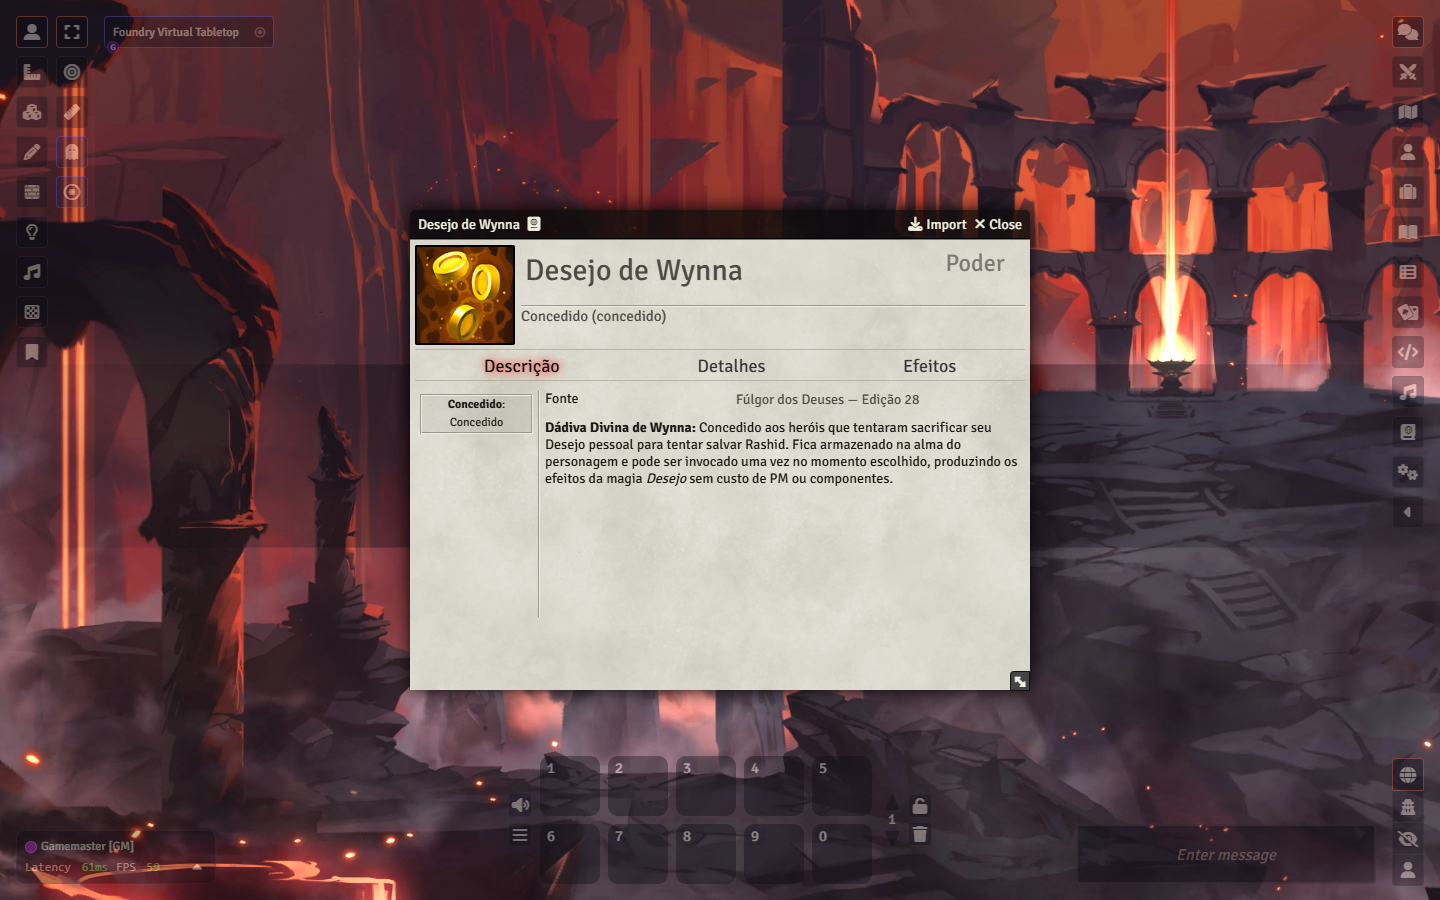 Foundry Virtual Tabletop
G
Desejo de Wynna
Import
Close
Desejo de Wynna
Poder
Concedido (concedido)
Descrição
Detalhes
Efeitos
Concedido:
Concedido
Fonte
Fúlgor dos Deuses — Edição 28
Dádiva Divina de Wynna: Concedido aos heróis que tentaram sacrificar seu
Desejo pessoal para tentar salvar Rashid. Fica armazenado na alma do
personagem e pode ser invocado uma vez no momento escolhido, produzindo os
efeitos da magia Desejo sem custo de PM ou componentes.
1 2 3 4 5
1
6 7 8 9 0
Gamemaster [GM]
Latency 61ms FPS 59
Enter message